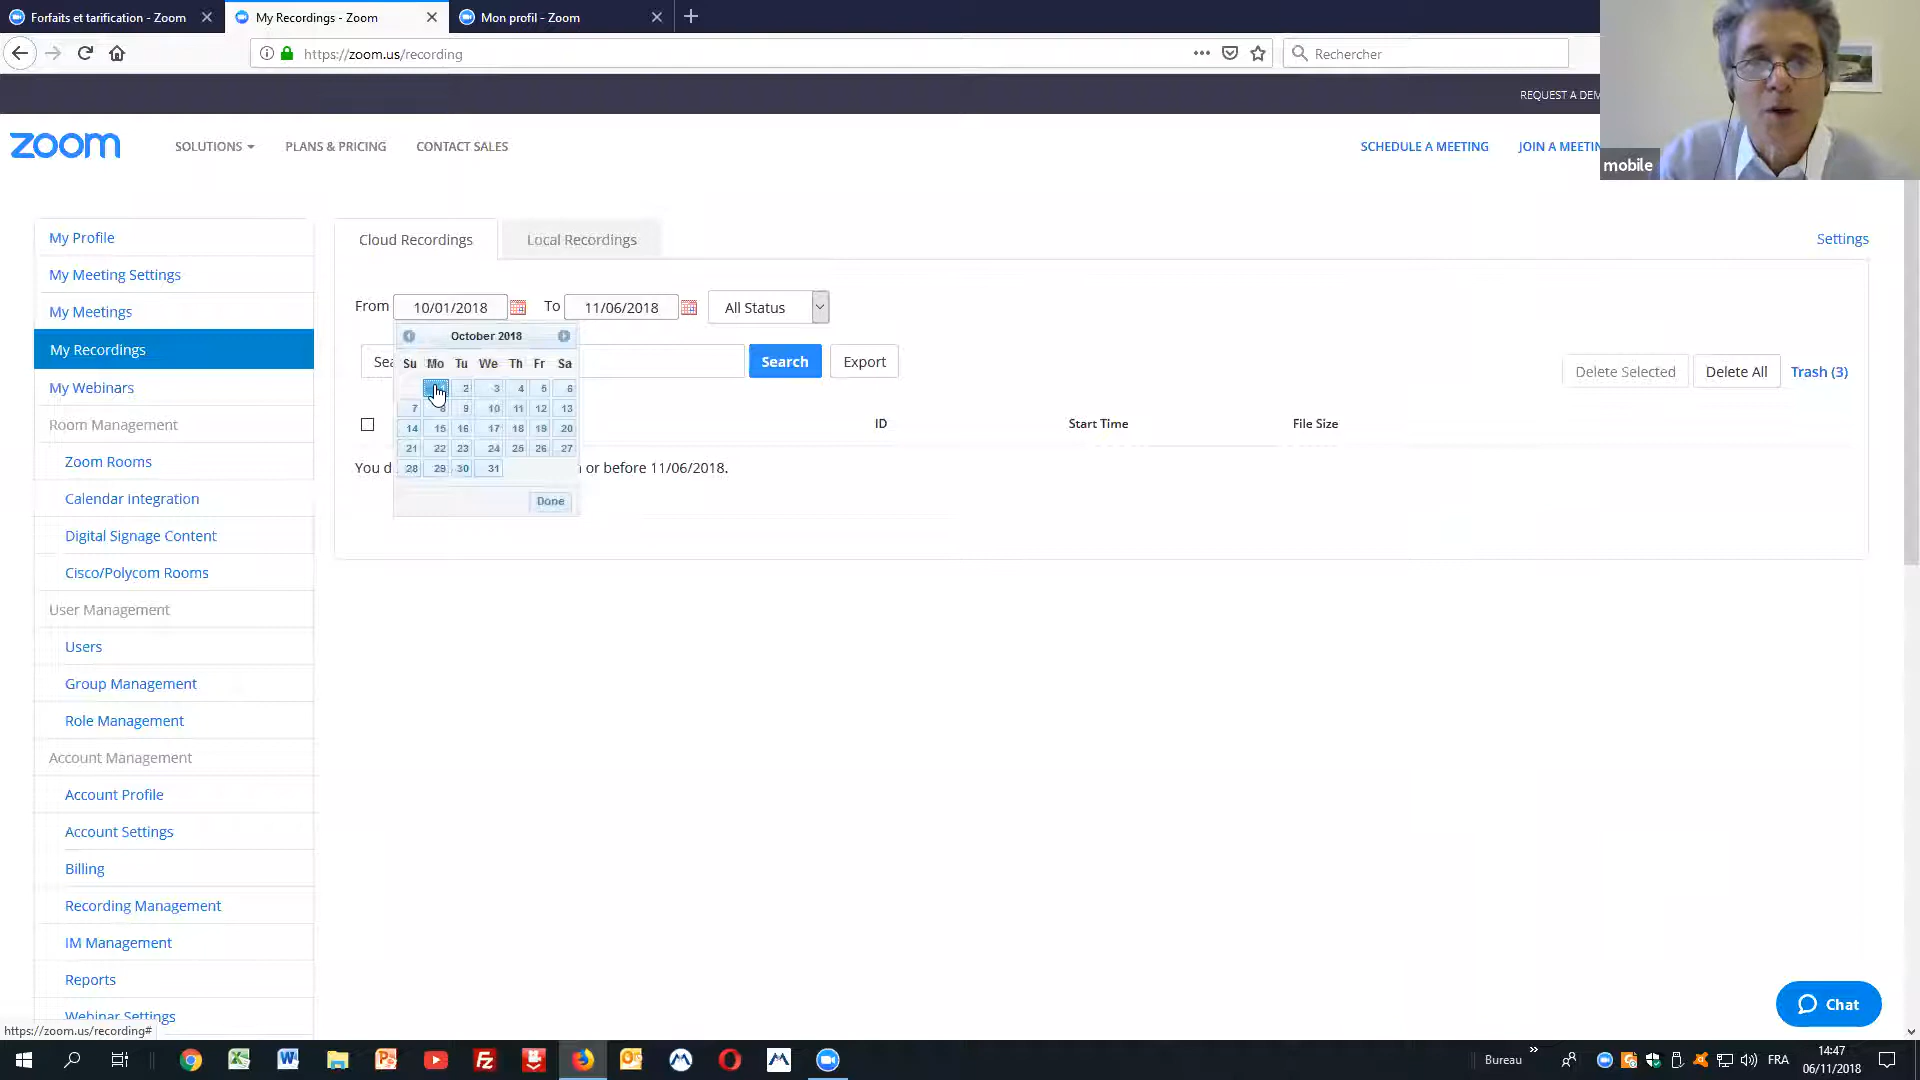 Forfaits et tarification - Zoom
My Recordings - Zoom
Mon profil - Zoom
https://zoom.us/recording
Rechercher
REQUEST A DEM
zoom
SOLUTIONS
PLANS & PRICING
CONTACT SALES
SCHEDULE A MEETING
JOIN A MEETIN
mobile
My Profile
My Meeting Settings
My Meetings
My Recordings
My Webinars
Room Management
Zoom Rooms
Calendar Integration
Digital Signage Content
Cisco/Polycom Rooms
User Management
Users
Group Management
Role Management
Account Management
Account Profile
Account Settings
Billing
Recording Management
IM Management
Reports
Webinar Settings
Cloud Recordings
Local Recordings
Settings
From 10/01/2018 To 11/06/2018 All Status
October 2018
Su Mo Tu We Th Fr Sa
2 3 4 5 6
7 8 9 10 11 12 13
14 15 16 17 18 19 20
21 22 23 24 25 26 27
28 29 30 31
Done
Sea
Search
Export
Delete Selected
Delete All
Trash (3)
ID
Start Time
File Size
You d
or before 11/06/2018.
Chat
https://zoom.us/recording#
Bureau
FRA
14:47
06/11/2018